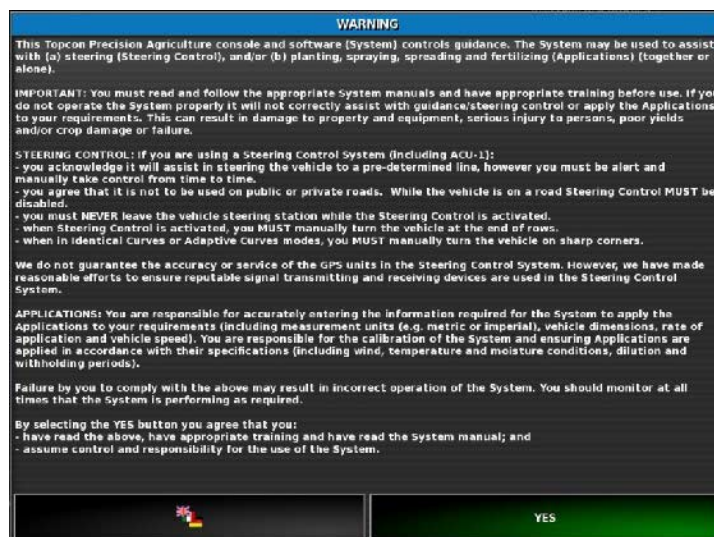 WARNING
This Topcon Precision Agriculture console and software (System) controls guidance. The System may be used to assist
with (a) steering (Steering Control), and/or (b) planting, spraying, spreading and fertilizing (Applications) (together or
alone).
IMPORTANT: You must read and follow the appropriate System manuals and have appropriate training before use. If you
do not operate the System properly it will not correctly assist with guidance/steering control or apply the Applications
to your requirements. This can result in damage to property and equipment, serious injury to persons, poor yields
and/or crop damage or failure.
STEERING CONTROL: If you are using a Steering Control System (including ACU-1):
- you acknowledge it will assist in steering the vehicle to a pre-determined line, however you must be alert and
manually take control from time to time.
- you agree that it is not to be used on public or private roads. While the vehicle is on a road Steering Control MUST be
disabled.
- you must NEVER leave the vehicle steering station while the Steering Control is activated.
- when Steering Control is activated, you MUST manually turn the vehicle at the end of rows.
- when in Identical Curves or Adaptive Curves modes, you MUST manually turn the vehicle on sharp corners.
We do not guarantee the accuracy or service of the GPS units in the Steering Control System. However, we have made
reasonable efforts to ensure reputable signal transmitting and receiving devices are used in the Steering Control
System.
APPLICATIONS: You are responsible for accurately entering the information required for the System to apply the
Applications to your requirements (including measurement units (e.g. metric or imperial), vehicle dimensions, rate of
application and vehicle speed). You are responsible for the calibration of the System and ensuring Applications are
applied in accordance with their specifications (including wind, temperature and moisture conditions, dilution and
withholding periods).
Failure by you to comply with the above may result in incorrect operation of the System. You should monitor at all
times that the System is performing as required.
By selecting the YES button you agree that you:
- have read the above, have appropriate training and have read the System manual; and
- assume control and responsibility for the use of the System.
YES